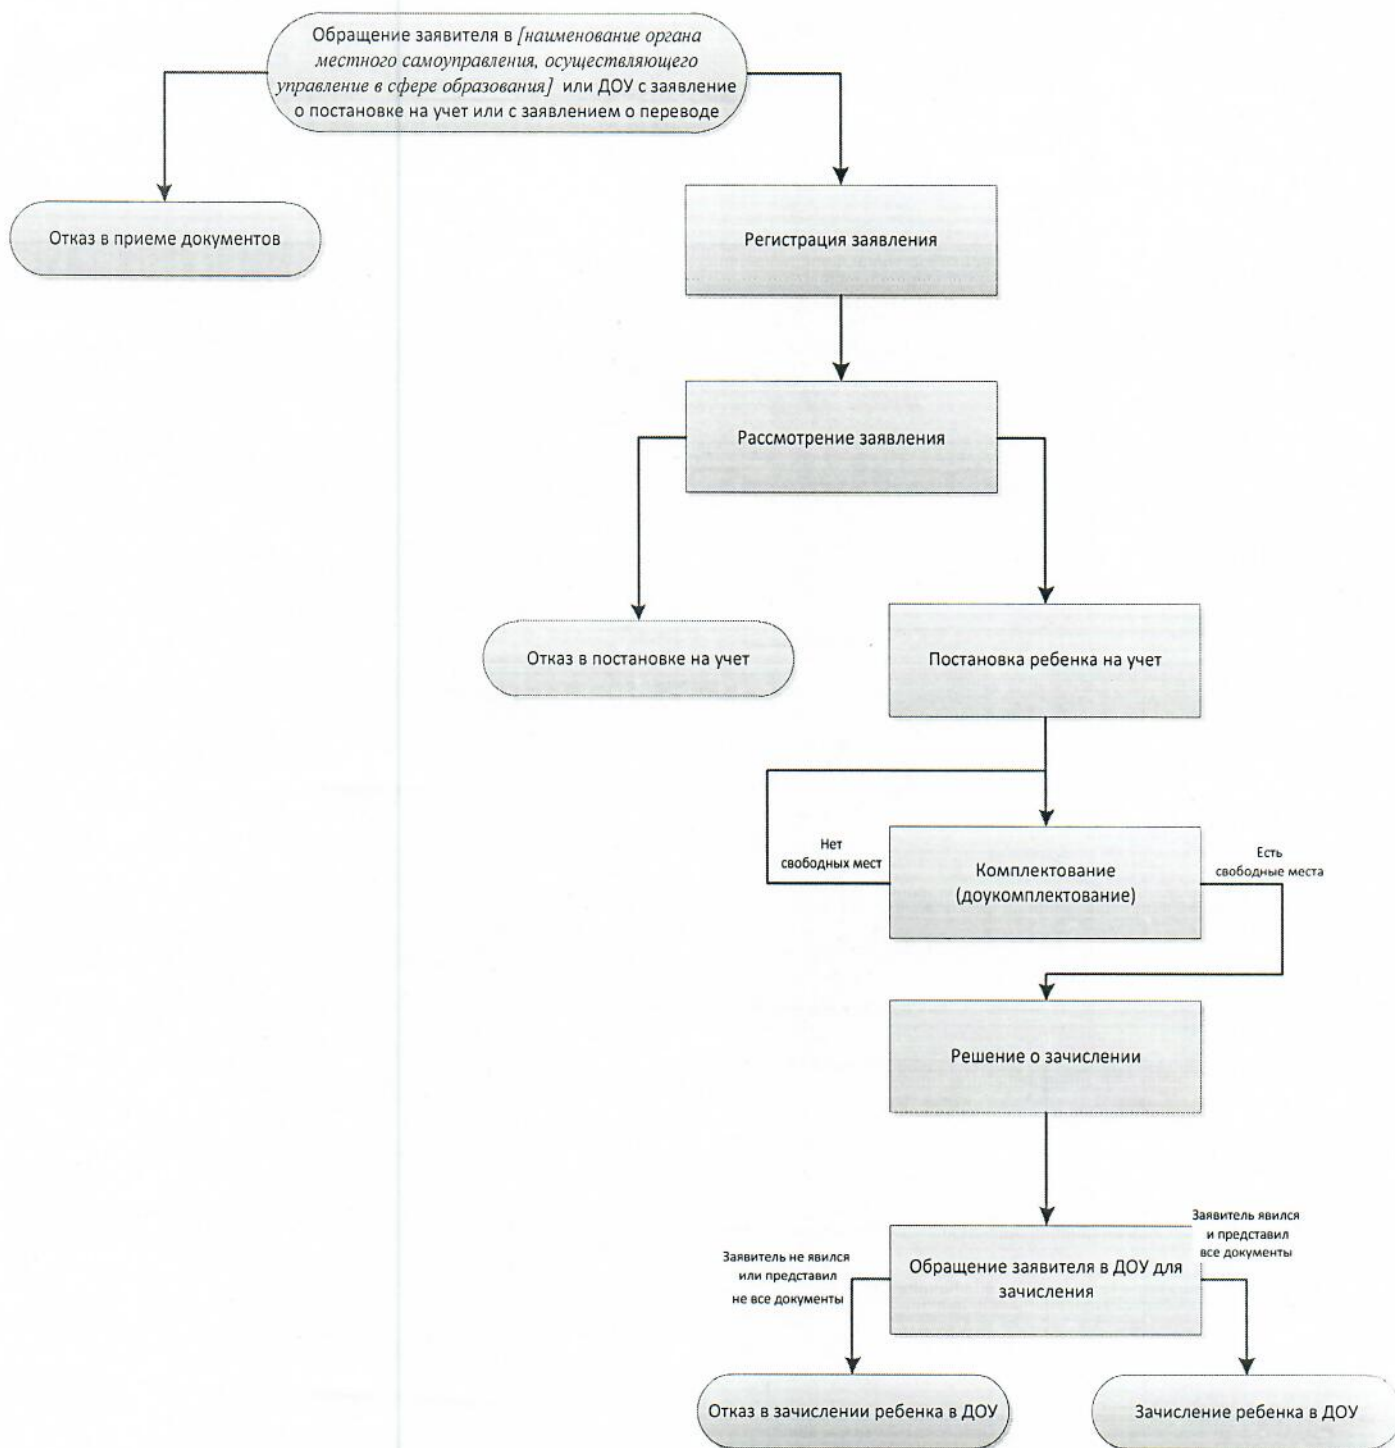 Обращение заявителя в [наименование органа
местного самоуправления, осуществляющего
управление в сфере образования] или ДОУ с заявление
о постановке на учет или с заявлением о переводе
Отказ в приеме документов
Регистрация заявления
Рассмотрение заявления
Отказ в постановке на учет
Постановка ребенка на учет
Нет
свободных мест
Комплектование
(доукомплектование)
Есть
свободные места
Решение о зачислении
Заявитель не явился
или представил
не все документы
Обращение заявителя в ДОУ для
зачисления
Заявитель явился
и представил
все документы
Отказ в зачислении ребенка в ДОУ
Зачисление ребенка в ДОУ